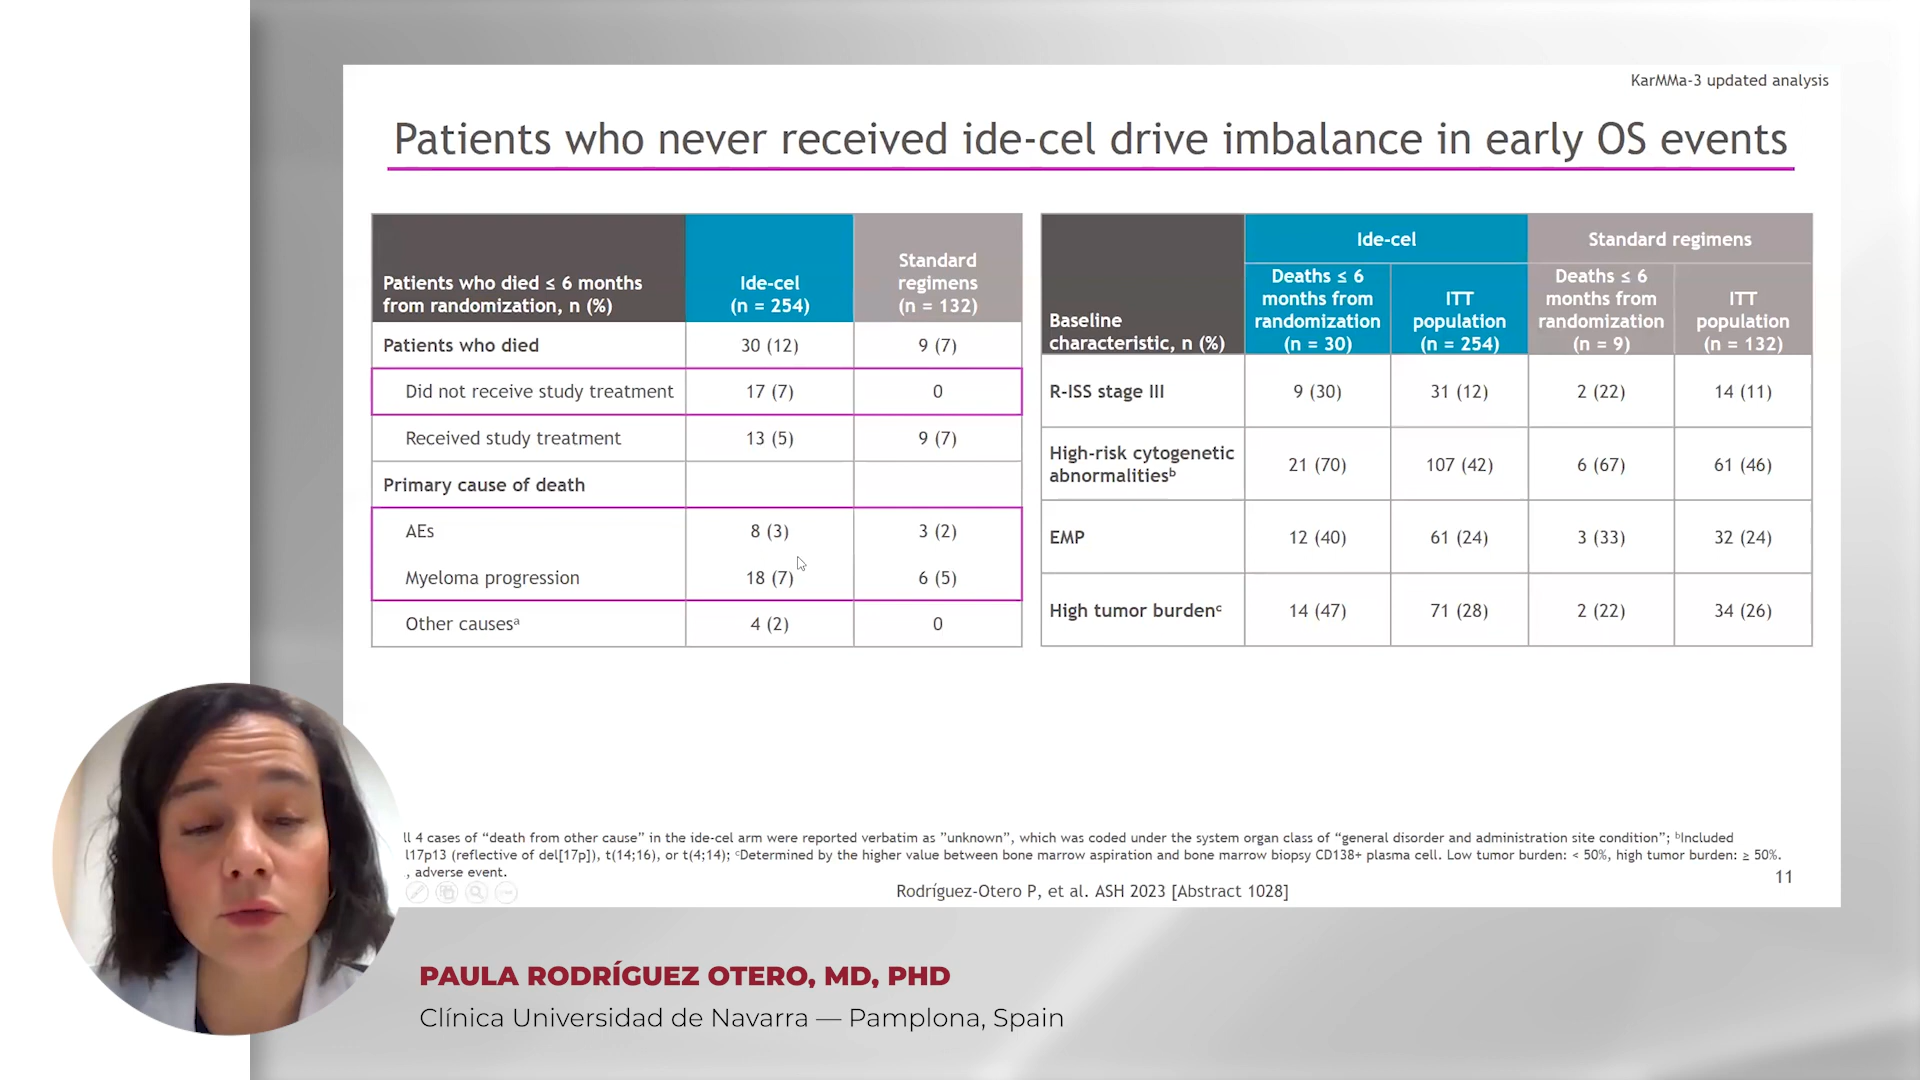 KarMMa-3 updated analysis
Patients who never received ide-cel drive imbalance in early OS events
Patients who died ≤ 6 months
from randomization, n (%)
Ide-cel
(n = 254)
Standard
regimens
(n = 132)
Patients who died 30 (12) 9 (7)
Did not receive study treatment 17 (7) 0
Received study treatment 13 (5) 9 (7)
Primary cause of death
AEs 8 (3) 3 (2)
Myeloma progression 18 (7) 6 (5)
Other causesᵃ 4 (2) 0
Baseline
characteristic, n (%)
Ide-cel
Standard regimens
Deaths ≤ 6
months from
randomization
(n = 30)
ITT
population
(n = 254)
Deaths ≤ 6
months from
randomization
(n = 9)
ITT
population
(n = 132)
R-ISS stage III 9 (30) 31 (12) 2 (22) 14 (11)
High-risk cytogenetic
abnormalitiesᵇ 21 (70) 107 (42) 6 (67) 61 (46)
EMP 12 (40) 61 (24) 3 (33) 32 (24)
High tumor burdenᶜ 14 (47) 71 (28) 2 (22) 34 (26)
4 cases of “death from other cause” in the ide-cel arm were reported verbatim as ”unknown”, which was coded under the system organ class of “general disorder and administration site condition”; ᵇIncluded
(reflective of del[17p]), t(14;16), or t(4;14); ᶜDetermined by the higher value between bone marrow aspiration and bone marrow biopsy CD138+ plasma cell. Low tumor burden: < 50%, high tumor burden: ≥ 50%.
, adverse event.
11
Rodríguez-Otero P, et al. ASH 2023 [Abstract 1028]
PAULA RODRÍGUEZ OTERO, MD, PHD
Clínica Universidad de Navarra — Pamplona, Spain